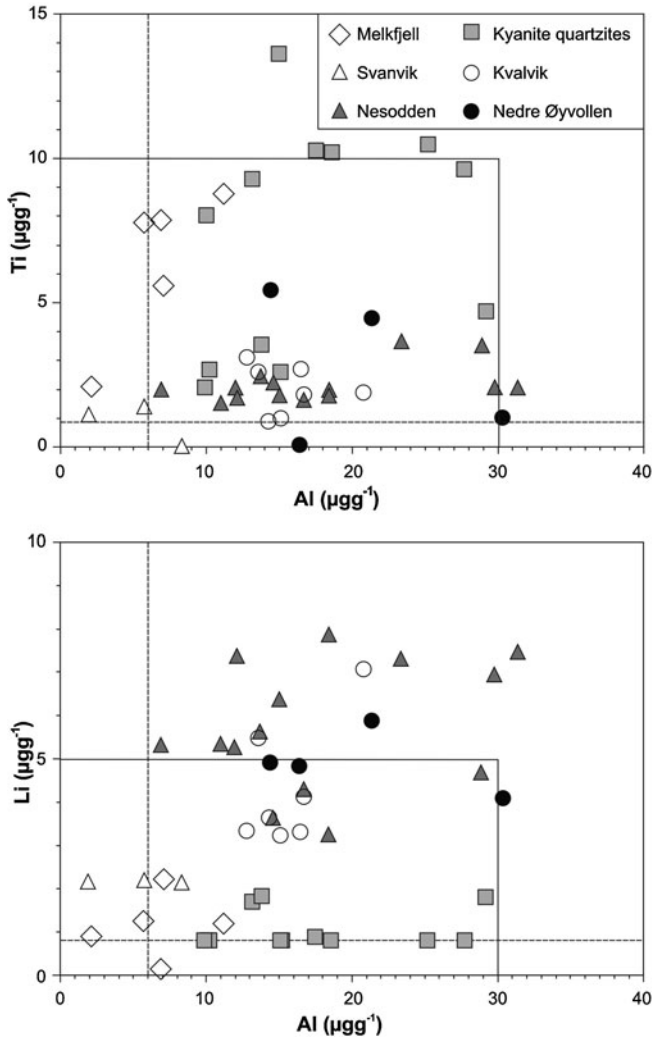 15
Melkfjell Kyanite quartzites
Svanvik Kvalvik
Nesodden Nedre Øyvollen
10
Ti (µgg⁻¹)
5
0
0 10 20 30 40
Al (µgg⁻¹)
10
Li (µgg⁻¹)
5
0
0 10 20 30 40
Al (µgg⁻¹)